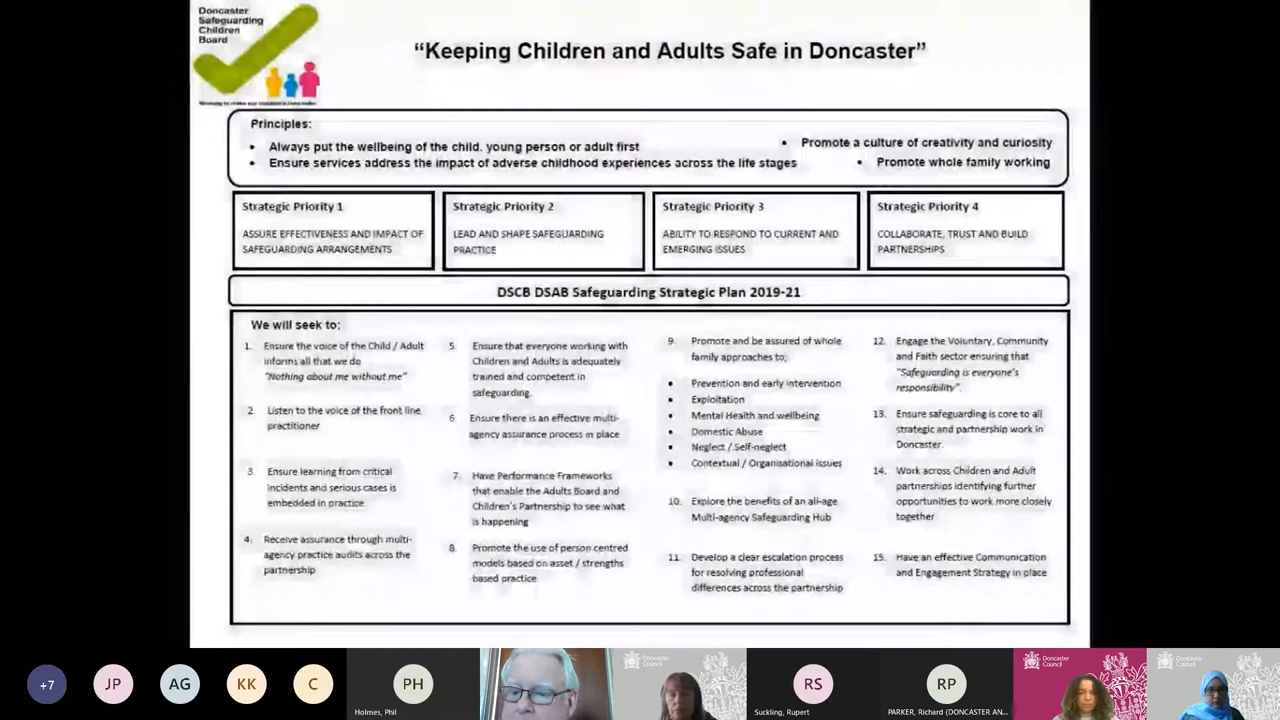 Doncaster
Safeguarding
Children
Board
“Keeping Children and Adults Safe in Doncaster”
Principles:
• Always put the wellbeing of the child. young person or adult first
• Ensure services address the impact of adverse childhood experiences across the life stages
• Promote a culture of creativity and curiosity
• Promote whole family working
Strategic Priority 1
ASSURE EFFECTIVENESS AND IMPACT OF
SAFEGUARDING ARRANGEMENTS
Strategic Priority 2
LEAD AND SHAPE SAFEGUARDING
PRACTICE
Strategic Priority 3
ABILITY TO RESPOND TO CURRENT AND
EMERGING ISSUES
Strategic Priority 4
COLLABORATE, TRUST AND BUILD
PARTNERSHIPS
DSCB DSAB Safeguarding Strategic Plan 2019-21
We will seek to;
1. Ensure the voice of the Child / Adult
informs all that we do
“Nothing about me without me”
2. Listen to the voice of the front line
practitioner
3. Ensure learning from critical
incidents and serious cases is
embedded in practice
4. Receive assurance through multi-
agency practice audits across the
partnership
5. Ensure that everyone working with
Children and Adults is adequately
trained and competent in
safeguarding.
6 Ensure there is an effective multi-
agency assurance process in place
7. Have Performance Frameworks
that enable the Adults Board and
Children's Partnership to see what
is happening
8. Promote the use of person centred
models based on asset / strengths
based practice
9. Promote and be assured of whole
family approaches to;
• Prevention and early intervention
• Exploitation
• Mental Health and wellbeing
• Domestic Abuse
• Neglect / Self-neglect
• Contextual / Organisational issues
10. Explore the benefits of an all-age
Multi-agency Safeguarding Hub
11. Develop a clear escalation process
for resolving professional
differences across the partnership
12. Engage the Voluntary, Community
and Faith sector ensuring that
“Safeguarding is everyone's
responsibility”.
13. Ensure safeguarding is core to all
strategic and partnership work in
Doncaster.
14. Work across Children and Adult
partnerships identifying further
opportunities to work more closely
together
15. Have an effective Communication
and Engagement Strategy in place
+7
JP
AG
KK
C
PH
Holmes, Phil
Doncaster
Council
RS
Suckling, Rupert
RP
PARKER, Richard (DONCASTER AN...
Doncaster
Council
Doncaster
Council